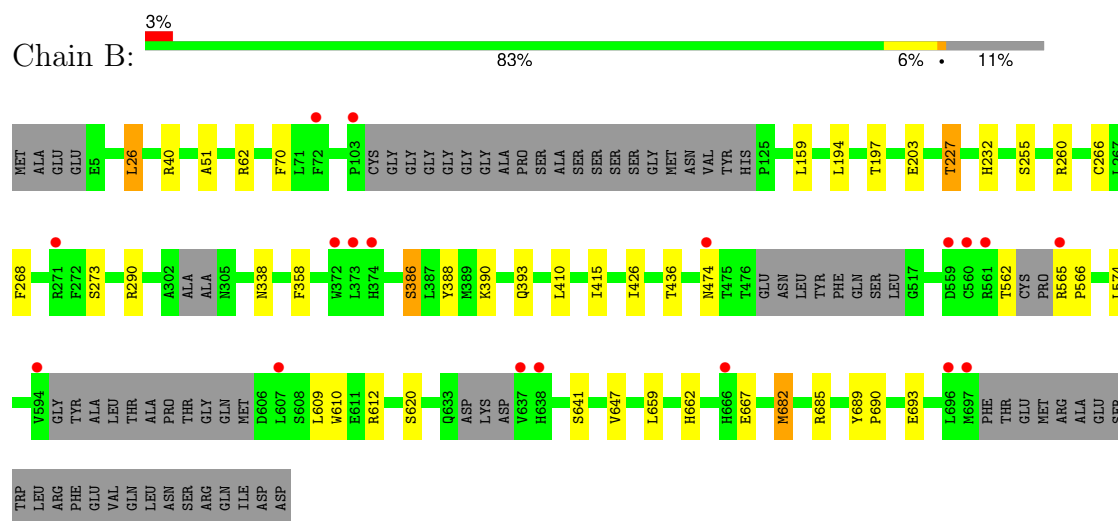 3%
Chain B:
83% 6% • 11%
MET ALA GLU GLU E5 L26 R40 A51 R62 F70 L71 F72 P103 CYS GLY GLY GLY GLY GLY GLY ALA PRO SER ALA SER SER SER SER GLY MET ASN VAL TYR HIS P125 L159 L194 T197 E203 T227 H232 S255 R260 C266 L267
F268 R271 F272 S273 R290 A302 ALA ALA N305 N338 F358 W372 L373 H374 S386 L387 Y388 M389 K390 Q393 L410 I415 I426 T436 N474 T475 T476 GLU ASN LEU TYR PHE GLN SER LEU G517 D559 C560 R561 T562 CYS PRO R565 P566 L574
V594 GLY TYR ALA LEU THR ALA PRO THR GLY GLN MET D606 L607 S608 L609 W610 E611 R612 S620 Q633 ASP LYS ASP V637 H638 S641 V647 L659 H662 H666 E667 M682 R685 Y689 P690 E693 L696 M697 PHE THR GLU MET ARG ALA GLU SER
TRP LEU ARG PHE GLU VAL GLN LEU ASN SER ARG GLN ILE ASP ASP